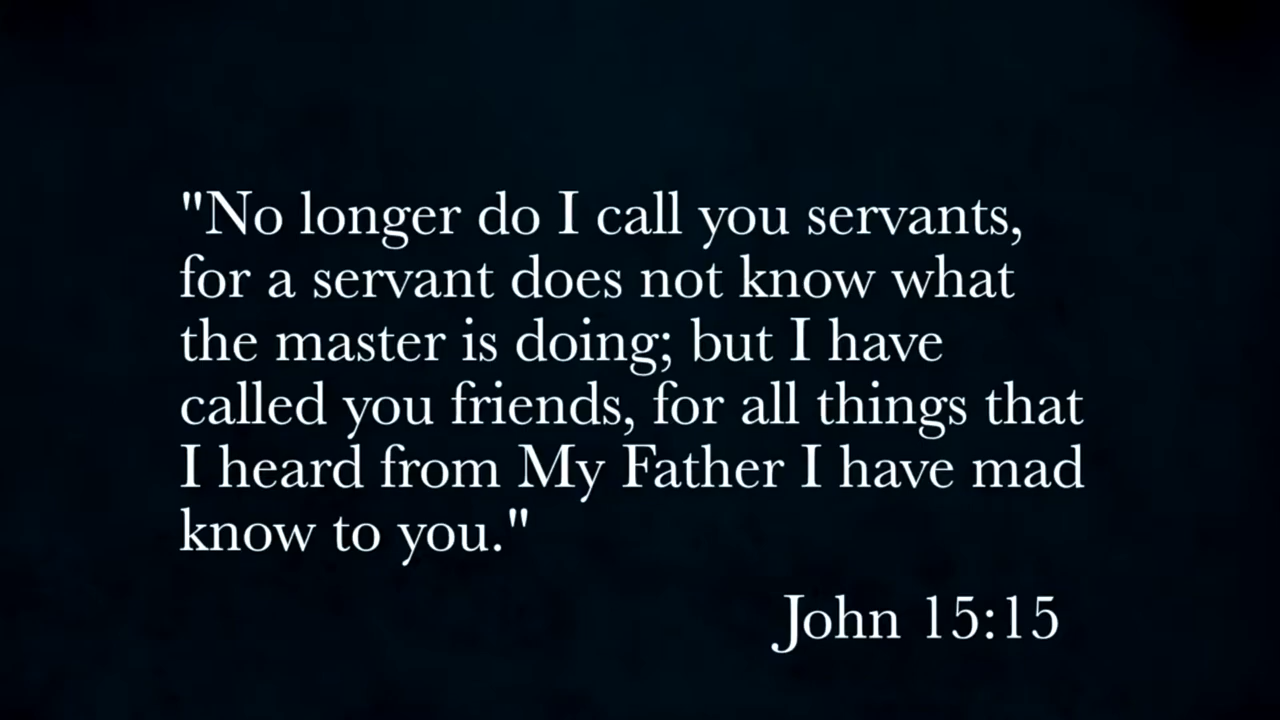 "No longer do I call you servants,
for a servant does not know what
the master is doing; but I have
called you friends, for all things that
I heard from My Father I have mad
know to you."
John 15:15